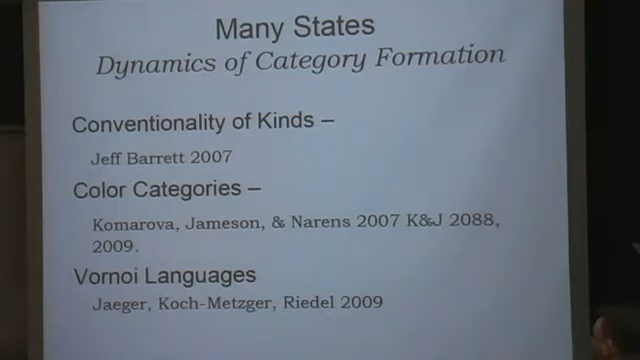 Many States
Dynamics of Category Formation
Conventionality of Kinds –
Jeff Barrett 2007
Color Categories –
Komarova, Jameson, & Narens 2007 K&J 2088,
2009.
Vornoi Languages
Jaeger, Koch-Metzger, Riedel 2009